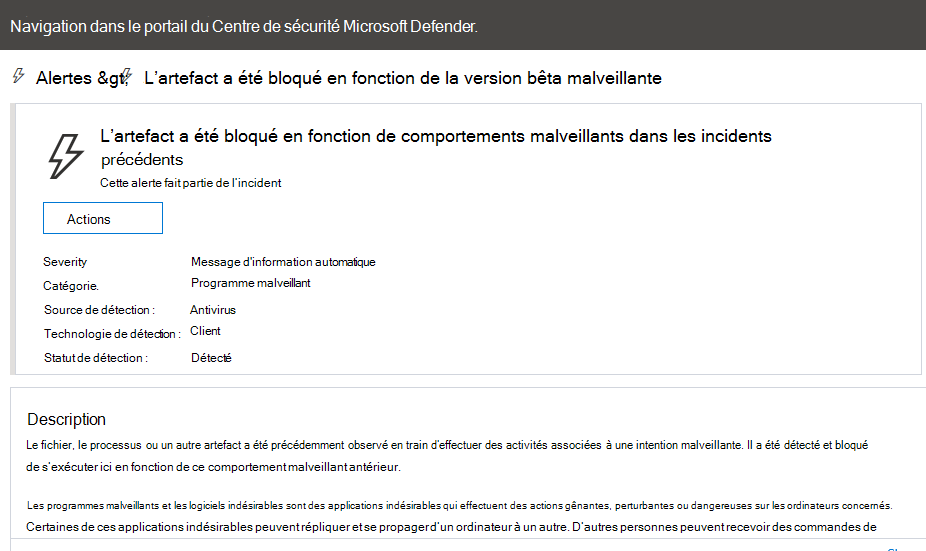 Navigation dans le portail du Centre de sécurité Microsoft Defender.
Alertes &gt; L’artefact a été bloqué en fonction de la version bêta malveillante
L’artefact a été bloqué en fonction de comportements malveillants dans les incidents
précédents
Cette alerte fait partie de l’incident
Actions
Severity Message d’information automatique
Catégorie. Programme malveillant
Source de détection : Antivirus
Technologie de détection : Client
Statut de détection : Détecté
Description
Le fichier, le processus ou un autre artefact a été précédemment observé en train d’effectuer des activités associées à une intention malveillante. Il a été détecté et bloqué
de s’exécuter ici en fonction de ce comportement malveillant antérieur.
Les programmes malveillants et les logiciels indésirables sont des applications indésirables qui effectuent des actions gênantes, perturbantes ou dangereuses sur les ordinateurs concernés.
Certaines de ces applications indésirables peuvent répliquer et se propager d’un ordinateur à un autre. D’autres personnes peuvent recevoir des commandes de